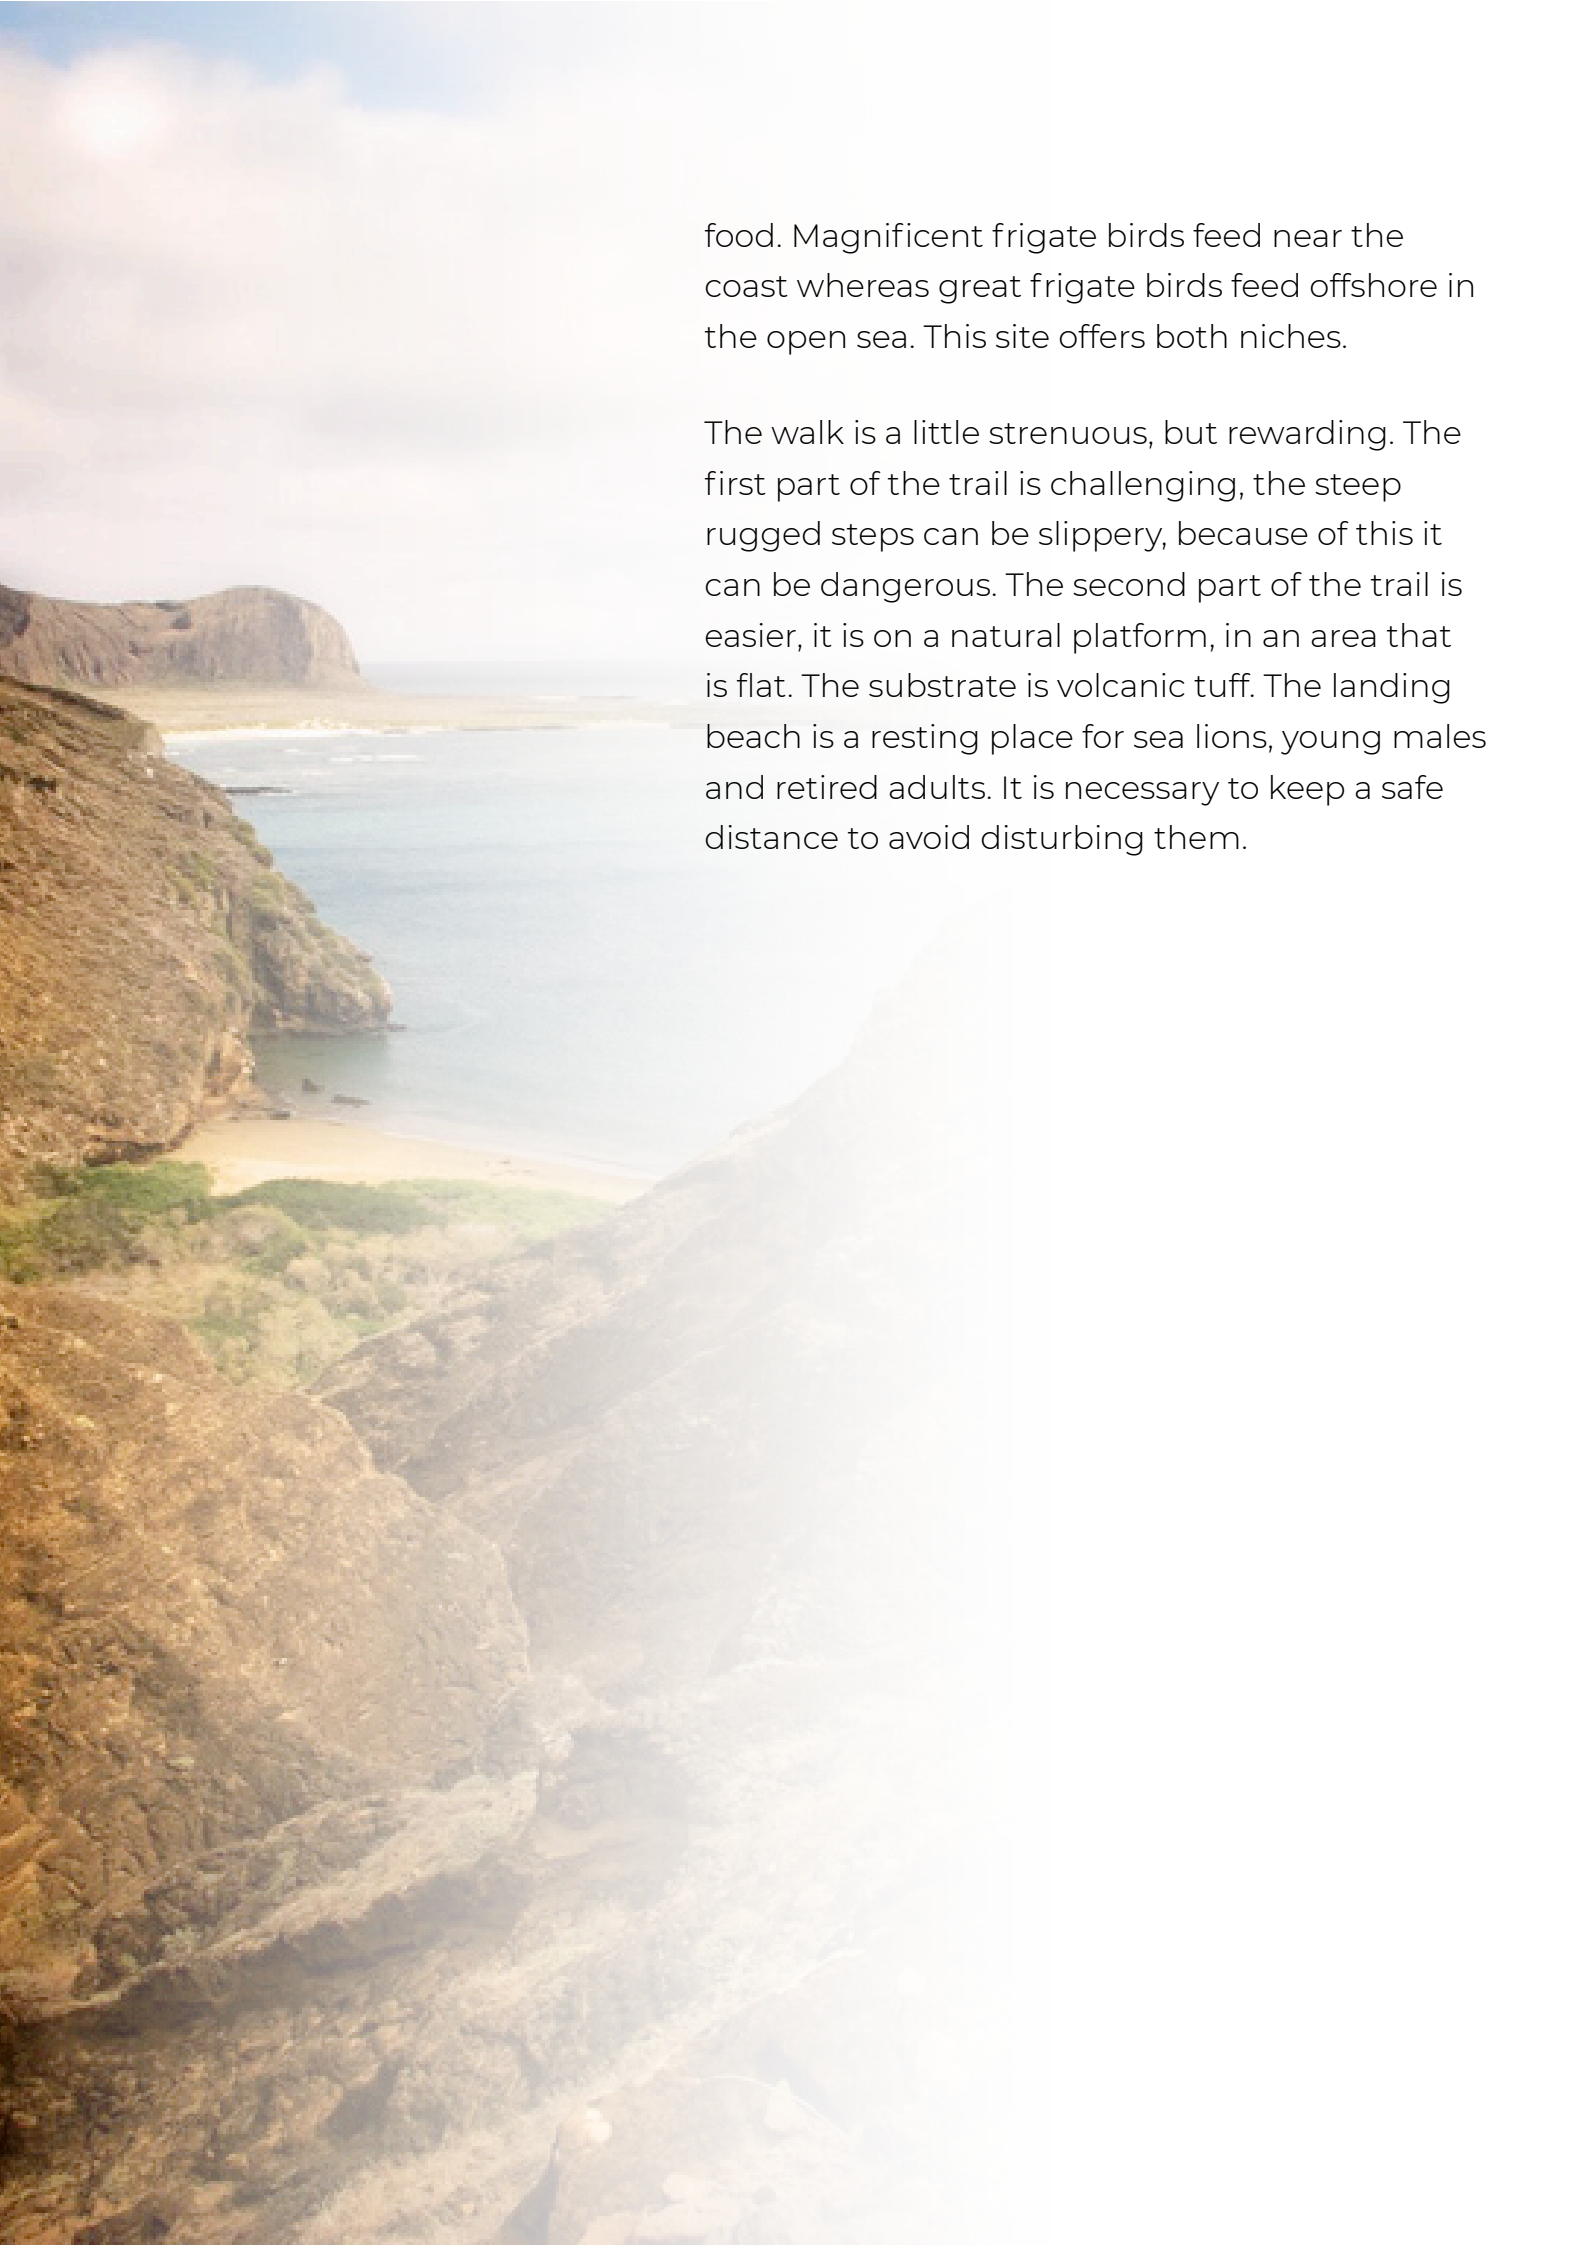 food. Magnificent frigate birds feed near the
coast whereas great frigate birds feed offshore in
the open sea. This site offers both niches.
The walk is a little strenuous, but rewarding. The
first part of the trail is challenging, the steep
rugged steps can be slippery, because of this it
can be dangerous. The second part of the trail is
easier, it is on a natural platform, in an area that
is flat. The substrate is volcanic tuff. The landing
beach is a resting place for sea lions, young males
and retired adults. It is necessary to keep a safe
distance to avoid disturbing them.